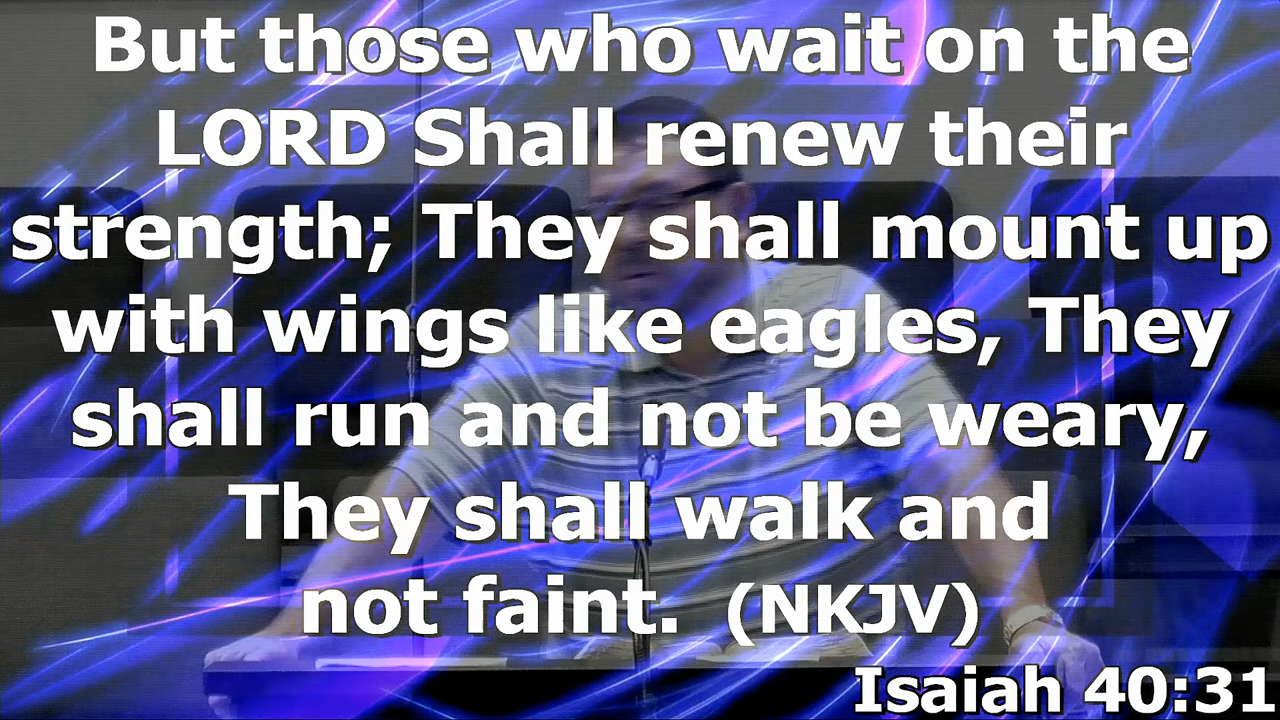 But those who wait on the
LORD Shall renew their
strength; They shall mount up
with wings like eagles, They
shall run and not be weary,
They shall walk and
not faint. (NKJV)
Isaiah 40:31